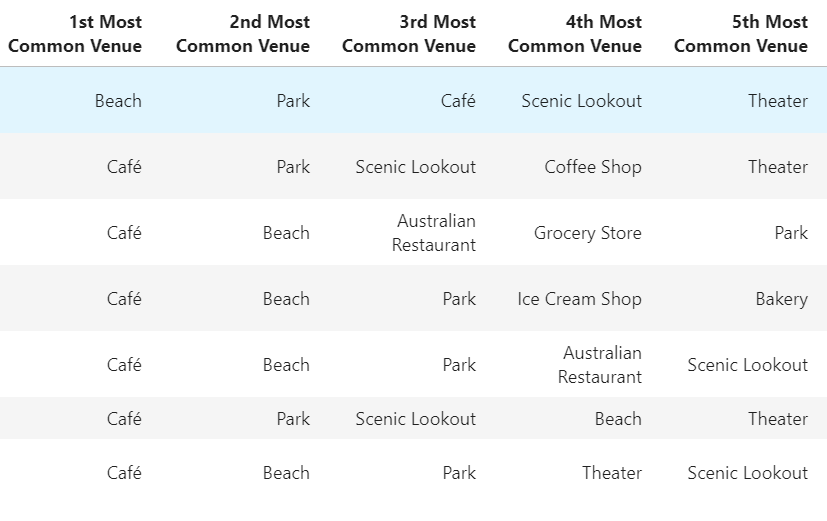 1st Most Common Venue 2nd Most Common Venue 3rd Most Common Venue 4th Most Common Venue 5th Most Common Venue
Beach Park Café Scenic Lookout Theater
Café Park Scenic Lookout Coffee Shop Theater
Café Beach Australian Restaurant Grocery Store Park
Café Beach Park Ice Cream Shop Bakery
Café Beach Park Australian Restaurant Scenic Lookout
Café Park Scenic Lookout Beach Theater
Café Beach Park Theater Scenic Lookout